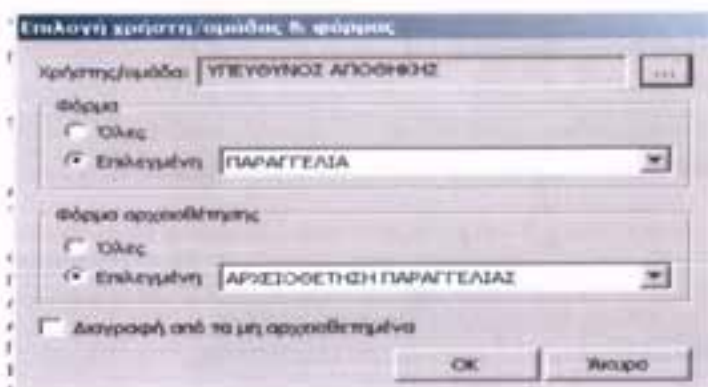 Επιλογή χρήστη/ομάδας & φόρμας
Χρήστης/ομάδα: ΥΠΕΥΘΥΝΟΣ ΑΠΟΘΗΚΗΣ ...
Φόρμα
Όλες
Επιλεγμένη ΠΑΡΑΓΓΕΛΙΑ
Φόρμα αρχειοθέτησης
Όλες
Επιλεγμένη ΑΡΧΕΙΟΘΕΤΗΣΗ ΠΑΡΑΓΓΕΛΙΑΣ
Διαγραφή από τα μη αρχειοθετημένα
OK Άκυρο